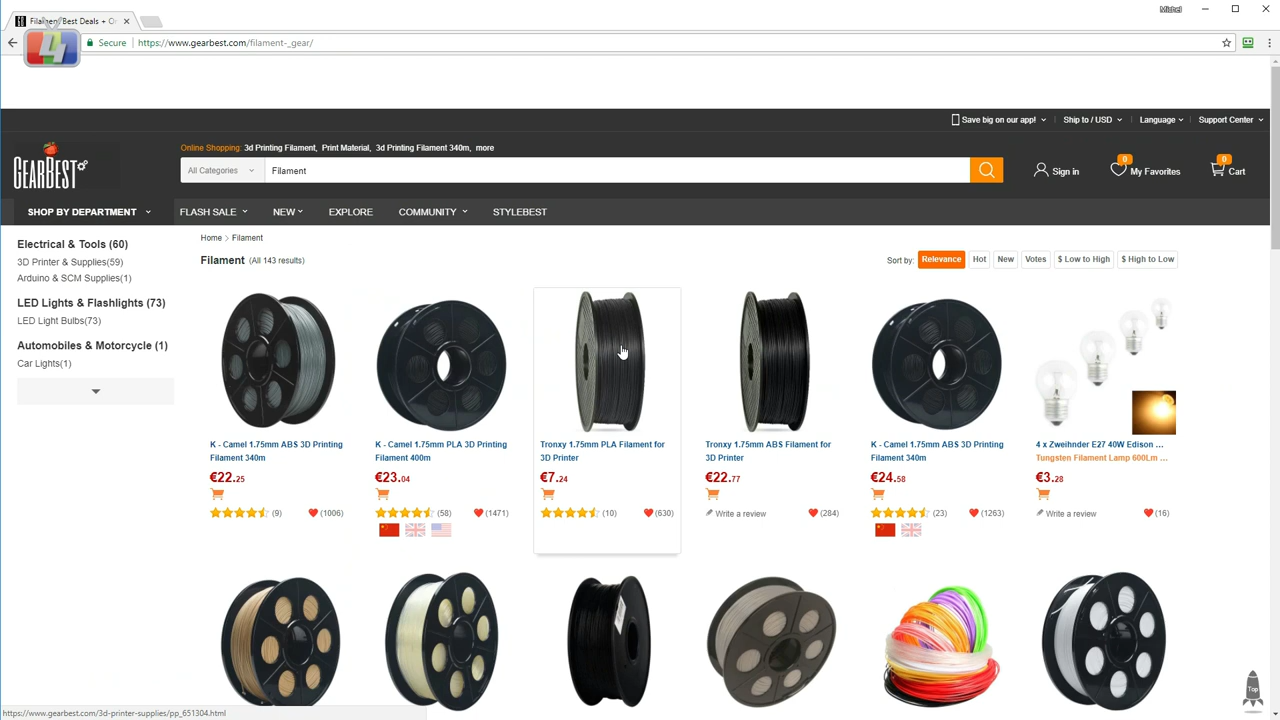 Michel
Filament Best Deals + O
Secure https://www.gearbest.com/filament-_gear/
Save big on our app! Ship to / USD Language Support Center
Online Shopping: 3d Printing Filament, Print Material, 3d Printing Filament 340m, more
GEARBEST
All Categories Filament
Sign in
0 My Favorites
0 Cart
SHOP BY DEPARTMENT FLASH SALE NEW EXPLORE COMMUNITY STYLEBEST
Home > Filament
Filament (All 143 results)
Sort by: Relevance Hot New Votes $ Low to High $ High to Low
Electrical & Tools (60)
3D Printer & Supplies(59)
Arduino & SCM Supplies(1)
LED Lights & Flashlights (73)
LED Light Bulbs(73)
Automobiles & Motorcycle (1)
Car Lights(1)
K - Camel 1.75mm ABS 3D Printing
Filament 340m
€22.25
(9) (1006)
K - Camel 1.75mm PLA 3D Printing
Filament 400m
€23.04
(58) (1471)
Tronxy 1.75mm PLA Filament for
3D Printer
€7.24
(10) (630)
Tronxy 1.75mm ABS Filament for
3D Printer
€22.77
Write a review (284)
K - Camel 1.75mm ABS 3D Printing
Filament 340m
€24.58
(23) (1263)
4 x Zweihnder E27 40W Edison ...
Tungsten Filament Lamp 600Lm ...
€3.28
Write a review (16)
Top
https://www.gearbest.com/3d-printer-supplies/pp_651304.html